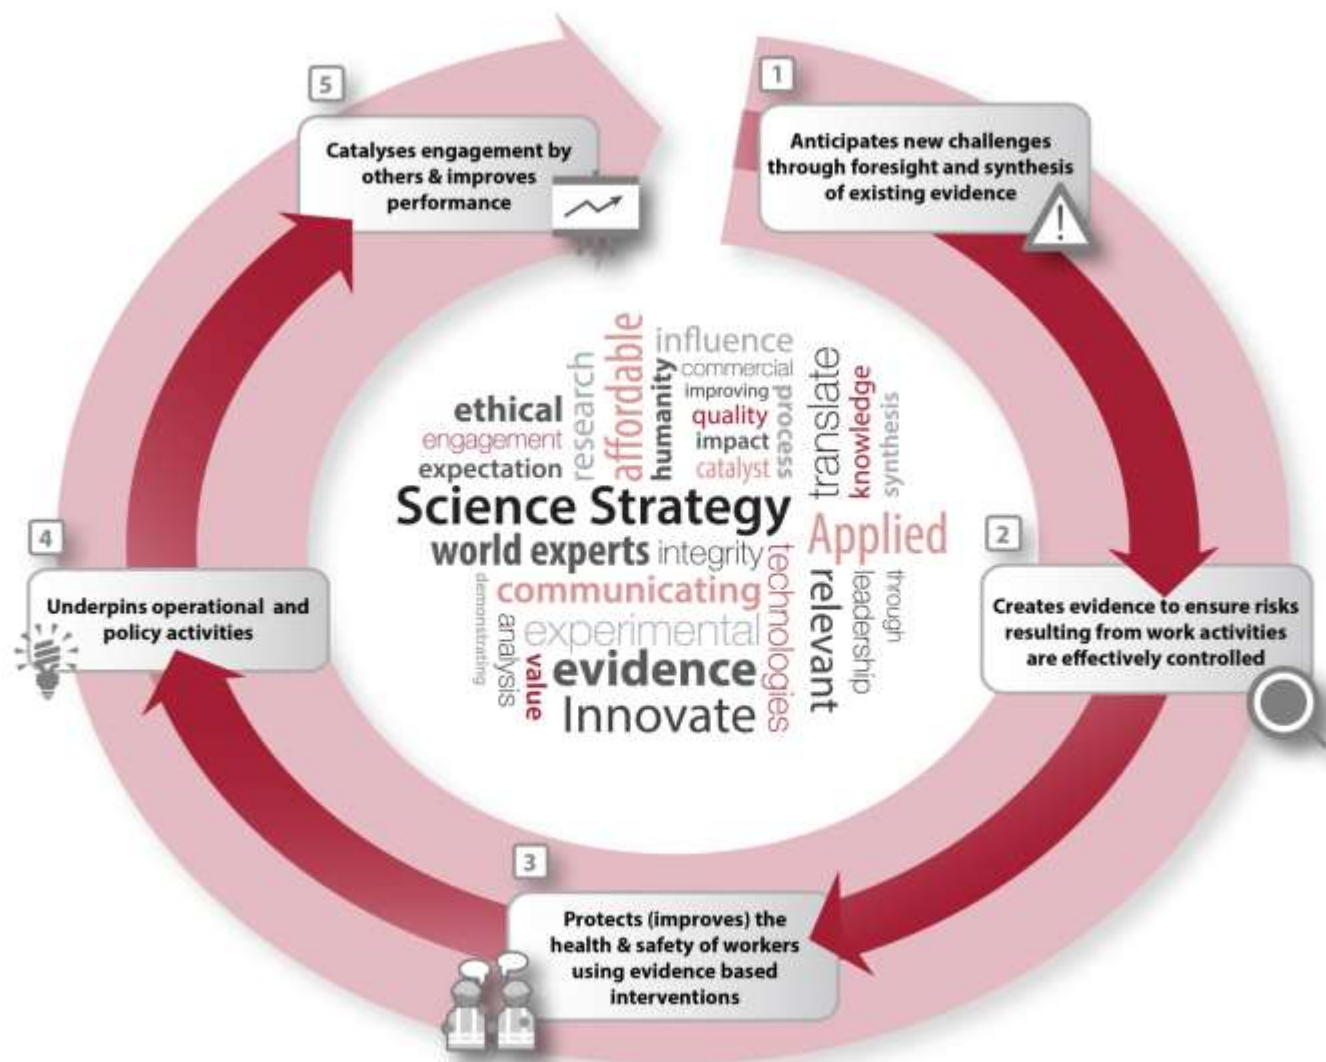 5
Catalyses engagement by
others & improves
performance
1
Anticipates new challenges
through foresight and synthesis
of existing evidence
!
influence
commercial
improving
quality
impact
catalyst
ethical
engagement
expectation
research
affordable
humanity
process
translate
knowledge
synthesis
Science Strategy
world experts
integrity
Applied
communicating
experimental
evidence
Innovate
demonstrating
analysis
value
technologies
relevant
leadership
through
4
Underpins operational and
policy activities
2
Creates evidence to ensure risks
resulting from work activities
are effectively controlled
3
Protects (improves) the
health & safety of workers
using evidence based
interventions